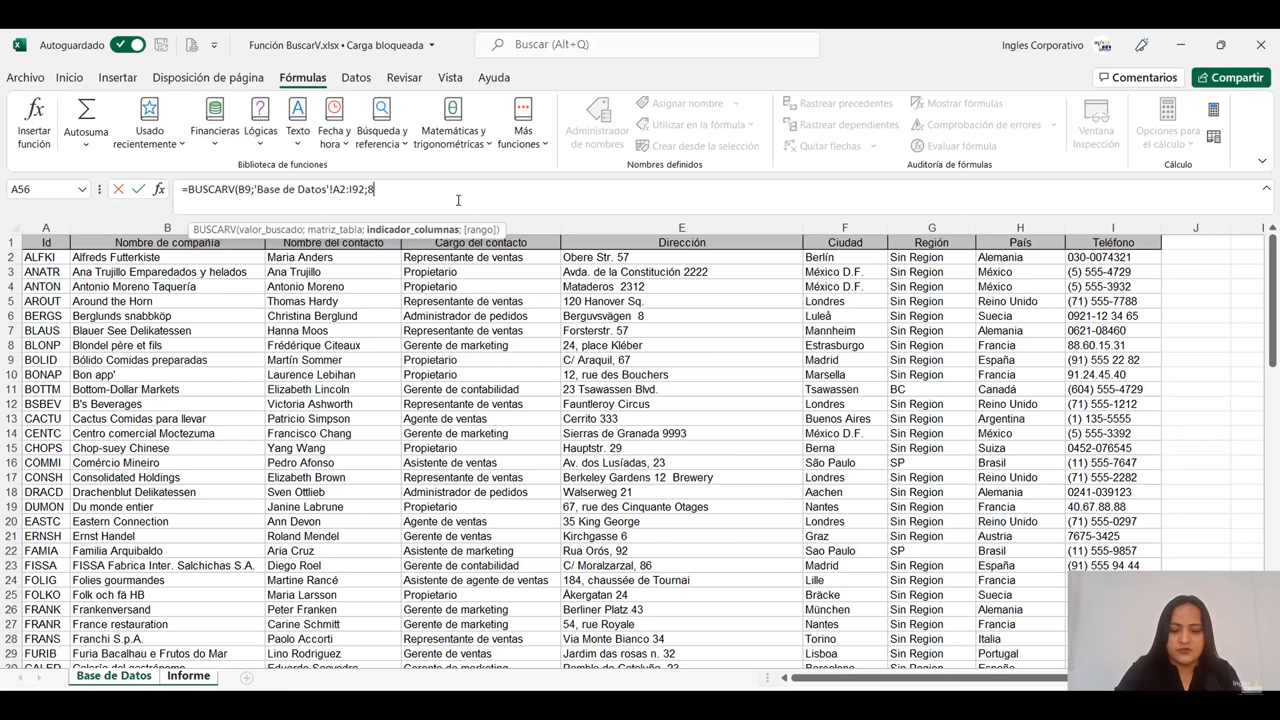 Autoguardado Función BuscarV.xlsx • Carga bloqueada Buscar (Alt+Q) Ingles Corporativo
Archivo Inicio Insertar Disposición de página Fórmulas Datos Revisar Vista Ayuda Comentarios Compartir
Insertar función Autosuma Usado recientemente Financieras Lógicas Texto Fecha y hora Búsqueda y referencia Matemáticas y trigonométricas Más funciones Administrador de nombres Asignar nombre Utilizar en la fórmula Crear desde la selección Rastrear precedentes Rastrear dependientes Quitar flechas Mostrar fórmulas Comprobación de errores Evaluar fórmula Ventana Inspección Opciones para el cálculo
Biblioteca de funciones Nombres definidos Auditoría de fórmulas Cálculo
A56 fx =BUSCARV(B9;'Base de Datos'!A2:I92;8
BUSCARV(valor_buscado; matriz_tabla; indicador_columnas; [rango])
A B C D E F G H I J K
1 Id Nombre de compañía Nombre del contacto Cargo del contacto Dirección Ciudad Región País Teléfono
2 ALFKI Alfreds Futterkiste Maria Anders Representante de ventas Obere Str. 57 Berlín Sin Region Alemania 030-0074321
3 ANATR Ana Trujillo Emparedados y helados Ana Trujillo Propietario Avda. de la Constitución 2222 México D.F. Sin Region México (5) 555-4729
4 ANTON Antonio Moreno Taquería Antonio Moreno Propietario Mataderos 2312 México D.F. Sin Region México (5) 555-3932
5 AROUT Around the Horn Thomas Hardy Representante de ventas 120 Hanover Sq. Londres Sin Region Reino Unido (71) 555-7788
6 BERGS Berglunds snabbköp Christina Berglund Administrador de pedidos Berguvsvägen 8 Luleå Sin Region Suecia 0921-12 34 65
7 BLAUS Blauer See Delikatessen Hanna Moos Representante de ventas Forsterstr. 57 Mannheim Sin Region Alemania 0621-08460
8 BLONP Blondel père et fils Frédérique Citeaux Gerente de marketing 24, place Kléber Estrasburgo Sin Region Francia 88.60.15.31
9 BOLID Bólido Comidas preparadas Martín Sommer Propietario C/ Araquil, 67 Madrid Sin Region España (91) 555 22 82
10 BONAP Bon app' Laurence Lebihan Propietario 12, rue des Bouchers Marsella Sin Region Francia 91.24.45.40
11 BOTTM Bottom-Dollar Markets Elizabeth Lincoln Gerente de contabilidad 23 Tsawassen Blvd. Tsawassen BC Canadá (604) 555-4729
12 BSBEV B's Beverages Victoria Ashworth Representante de ventas Fauntleroy Circus Londres Sin Region Reino Unido (71) 555-1212
13 CACTU Cactus Comidas para llevar Patricio Simpson Agente de ventas Cerrito 333 Buenos Aires Sin Region Argentina (1) 135-5555
14 CENTC Centro comercial Moctezuma Francisco Chang Gerente de marketing Sierras de Granada 9993 México D.F. Sin Region México (5) 555-3392
15 CHOPS Chop-suey Chinese Yang Wang Propietario Hauptstr. 29 Berna Sin Region Suiza 0452-076545
16 COMMI Comércio Mineiro Pedro Afonso Asistente de ventas Av. dos Lusíadas, 23 São Paulo SP Brasil (11) 555-7647
17 CONSH Consolidated Holdings Elizabeth Brown Representante de ventas Berkeley Gardens 12 Brewery Londres Sin Region Reino Unido (71) 555-2282
18 DRACD Drachenblut Delikatessen Sven Ottlieb Administrador de pedidos Walserweg 21 Aachen Sin Region Alemania 0241-039123
19 DUMON Du monde entier Janine Labrune Propietario 67, rue des Cinquante Otages Nantes Sin Region Francia 40.67.88.88
20 EASTC Eastern Connection Ann Devon Agente de ventas 35 King George Londres Sin Region Reino Unido (71) 555-0297
21 ERNSH Ernst Handel Roland Mendel Gerente de ventas Kirchgasse 6 Graz Sin Region Austria 7675-3425
22 FAMIA Familia Arquibaldo Aria Cruz Asistente de marketing Rua Orós, 92 Sao Paulo SP Brasil (11) 555-9857
23 FISSA FISSA Fabrica Inter. Salchichas S.A. Diego Roel Gerente de contabilidad C/ Moralzarzal, 86 Madrid Sin Region España (91) 555 94 44
24 FOLIG Folies gourmandes Martine Rancé Asistente de agente de ventas 184, chaussée de Tournai Lille Sin Region Francia
25 FOLKO Folk och fä HB Maria Larsson Propietario Åkergatan 24 Bräcke Sin Region Suecia
26 FRANK Frankenversand Peter Franken Gerente de marketing Berliner Platz 43 München Sin Region Alemania
27 FRANR France restauration Carine Schmitt Gerente de marketing 54, rue Royale Nantes Sin Region Francia
28 FRANS Franchi S.p.A. Paolo Accorti Representante de ventas Via Monte Bianco 34 Torino Sin Region Italia
29 FURIB Furia Bacalhau e Frutos do Mar Lino Rodriguez Gerente de ventas Jardim das rosas n. 32 Lisboa Sin Region Portugal
Base de Datos Informe